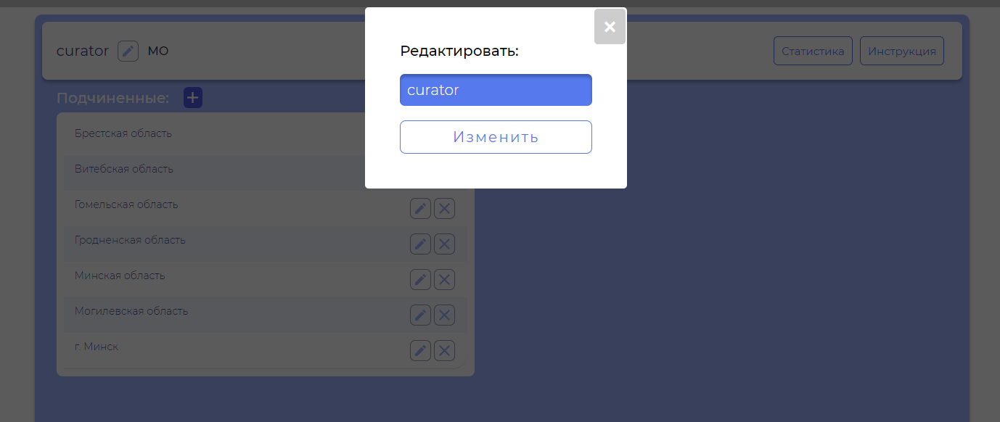 curator МО
Статистика Инструкция
Подчиненные:
Брестская область
Витебская область
Гомельская область
Гродненская область
Минская область
Могилевская область
г. Минск
Редактировать:
curator
Изменить